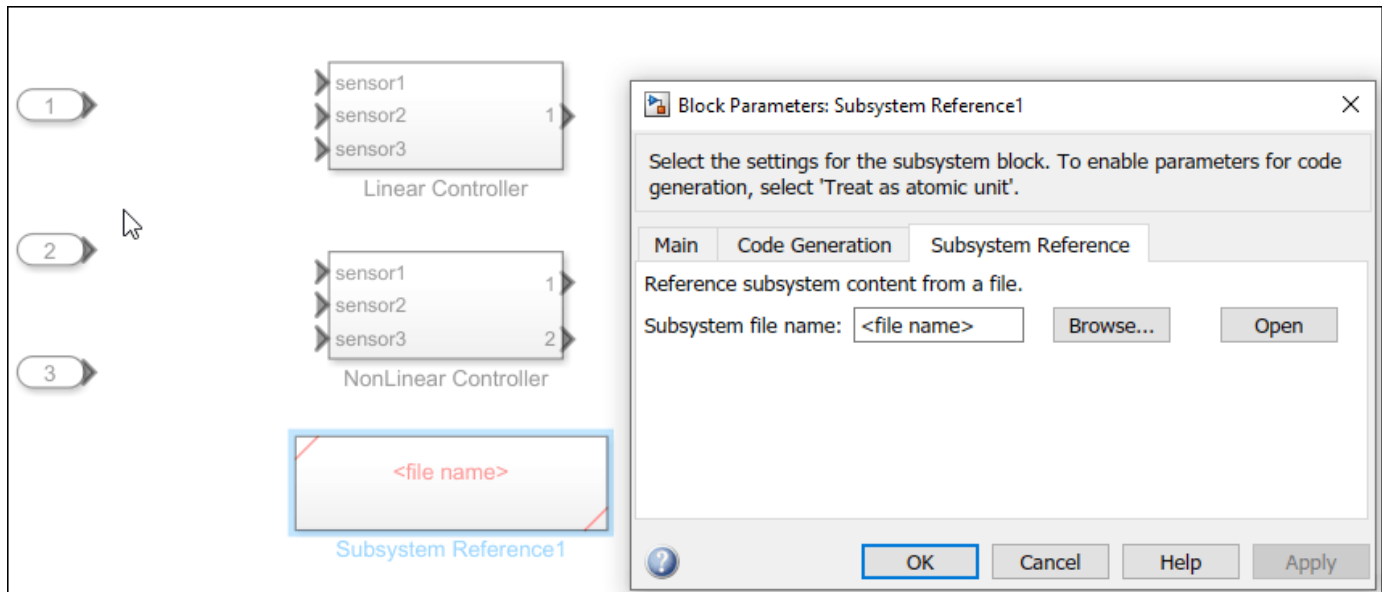 1
2
3
sensor1
sensor2
sensor3
1
Linear Controller
sensor1
sensor2
sensor3
1
2
NonLinear Controller
<file name>
Subsystem Reference1
Block Parameters: Subsystem Reference1
Select the settings for the subsystem block. To enable parameters for code
generation, select 'Treat as atomic unit'.
Main Code Generation Subsystem Reference
Reference subsystem content from a file.
Subsystem file name: <file name> Browse... Open
? OK Cancel Help Apply